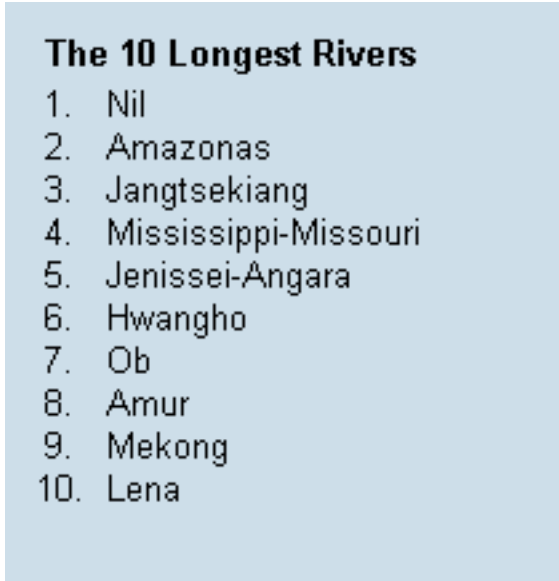 The 10 Longest Rivers
1. Nil
2. Amazonas
3. Jangtsekiang
4. Mississippi-Missouri
5. Jenissei-Angara
6. Hwangho
7. Ob
8. Amur
9. Mekong
10. Lena